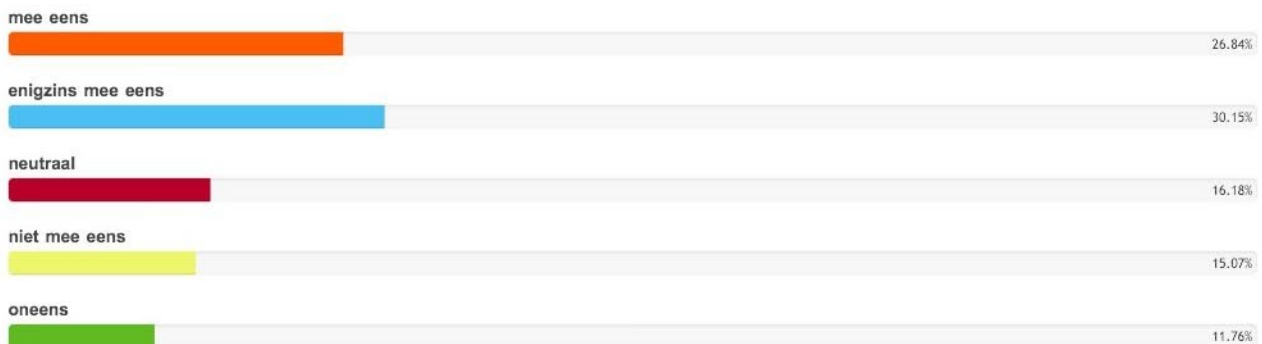 mee eens
26.84%
enigzins mee eens
30.15%
neutraal
16.18%
niet mee eens
15.07%
oneens
11.76%